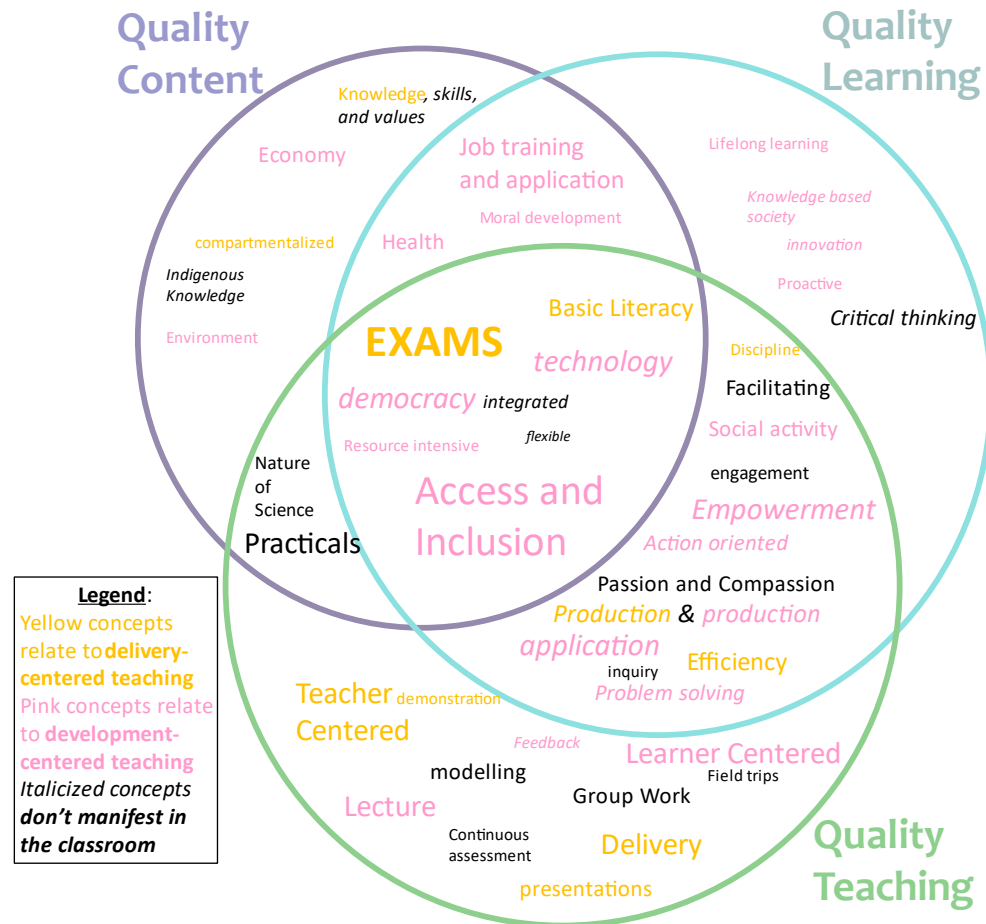 Quality
Content
Quality
Learning
Knowledge, skills,
and values
Economy
Job training
and application
Lifelong learning
Moral development
Knowledge based
society
compartmentalized
Health
innovation
Indigenous
Knowledge
Proactive
Environment
Critical thinking
Basic Literacy
EXAMS
technology
Discipline
Facilitating
democracy integrated
Social activity
Resource intensive
flexible
Nature
of
Science
engagement
Access and
Inclusion
Empowerment
Practicals
Action oriented
Passion and Compassion
Production & production
application
inquiry
Efficiency
Problem solving
Legend:
Yellow concepts
relate to delivery-
centered teaching
Pink concepts relate
to development-
centered teaching
Italicized concepts
don't manifest in
the classroom
Teacher demonstration
Centered
Feedback
Learner Centered
modelling
Field trips
Lecture
Group Work
Continuous
assessment
Delivery
presentations
Quality
Teaching